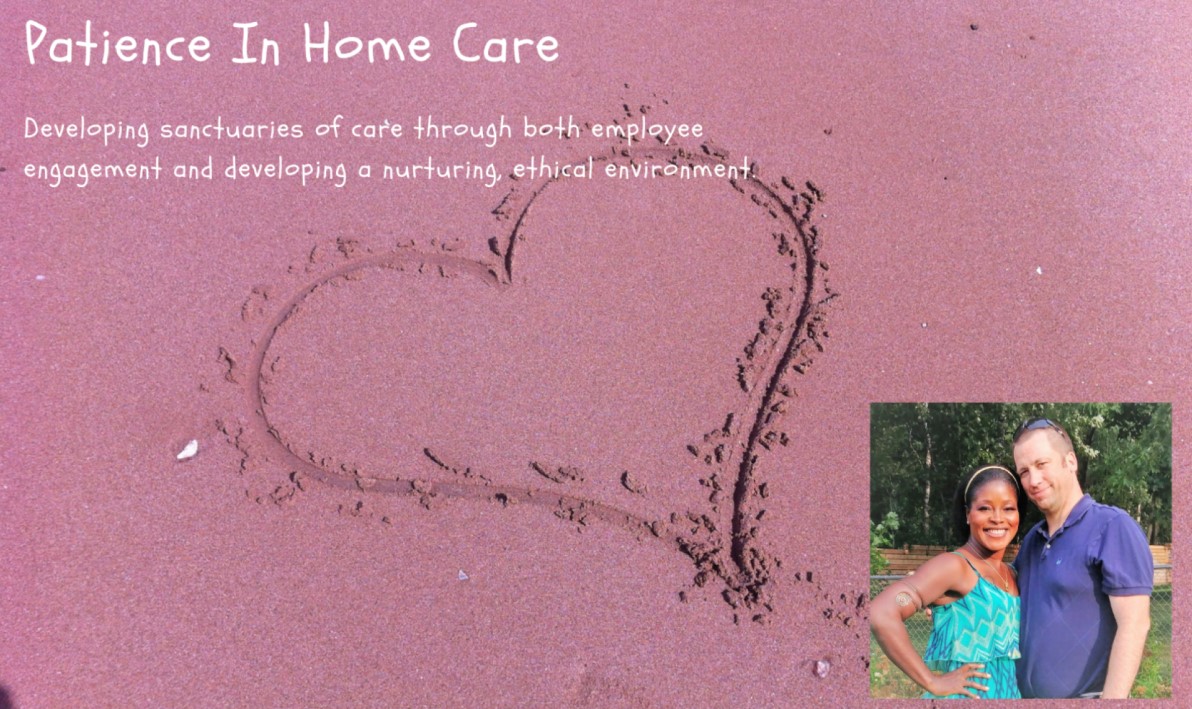 Patience In Home Care
Developing sanctuaries of care through both employee
engagement and developing a nurturing, ethical environment.